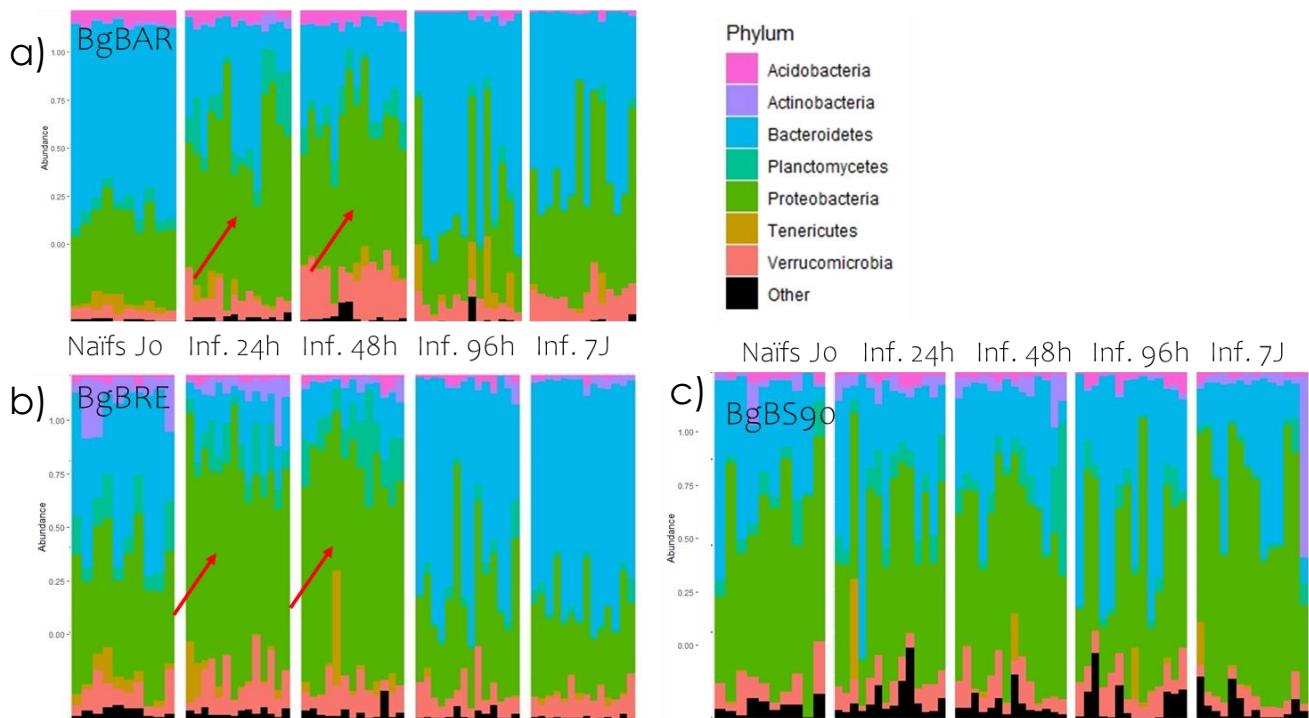 a)
BgBAR
1.00
0.75
0.50
0.25
0.00
Abundance
Phylum
Acidobacteria
Actinobacteria
Bacteroidetes
Planctomycetes
Proteobacteria
Tenericutes
Verrucomicrobia
Other
Naïfs J0 Inf. 24h Inf. 48h Inf. 96h Inf. 7J
Naïfs J0 Inf. 24h Inf. 48h Inf. 96h Inf. 7J
b)
BgBRE
1.00
0.75
0.50
0.25
0.00
Abundance
c)
BgBS90
1.00
0.75
0.50
0.25
0.00
Abundance